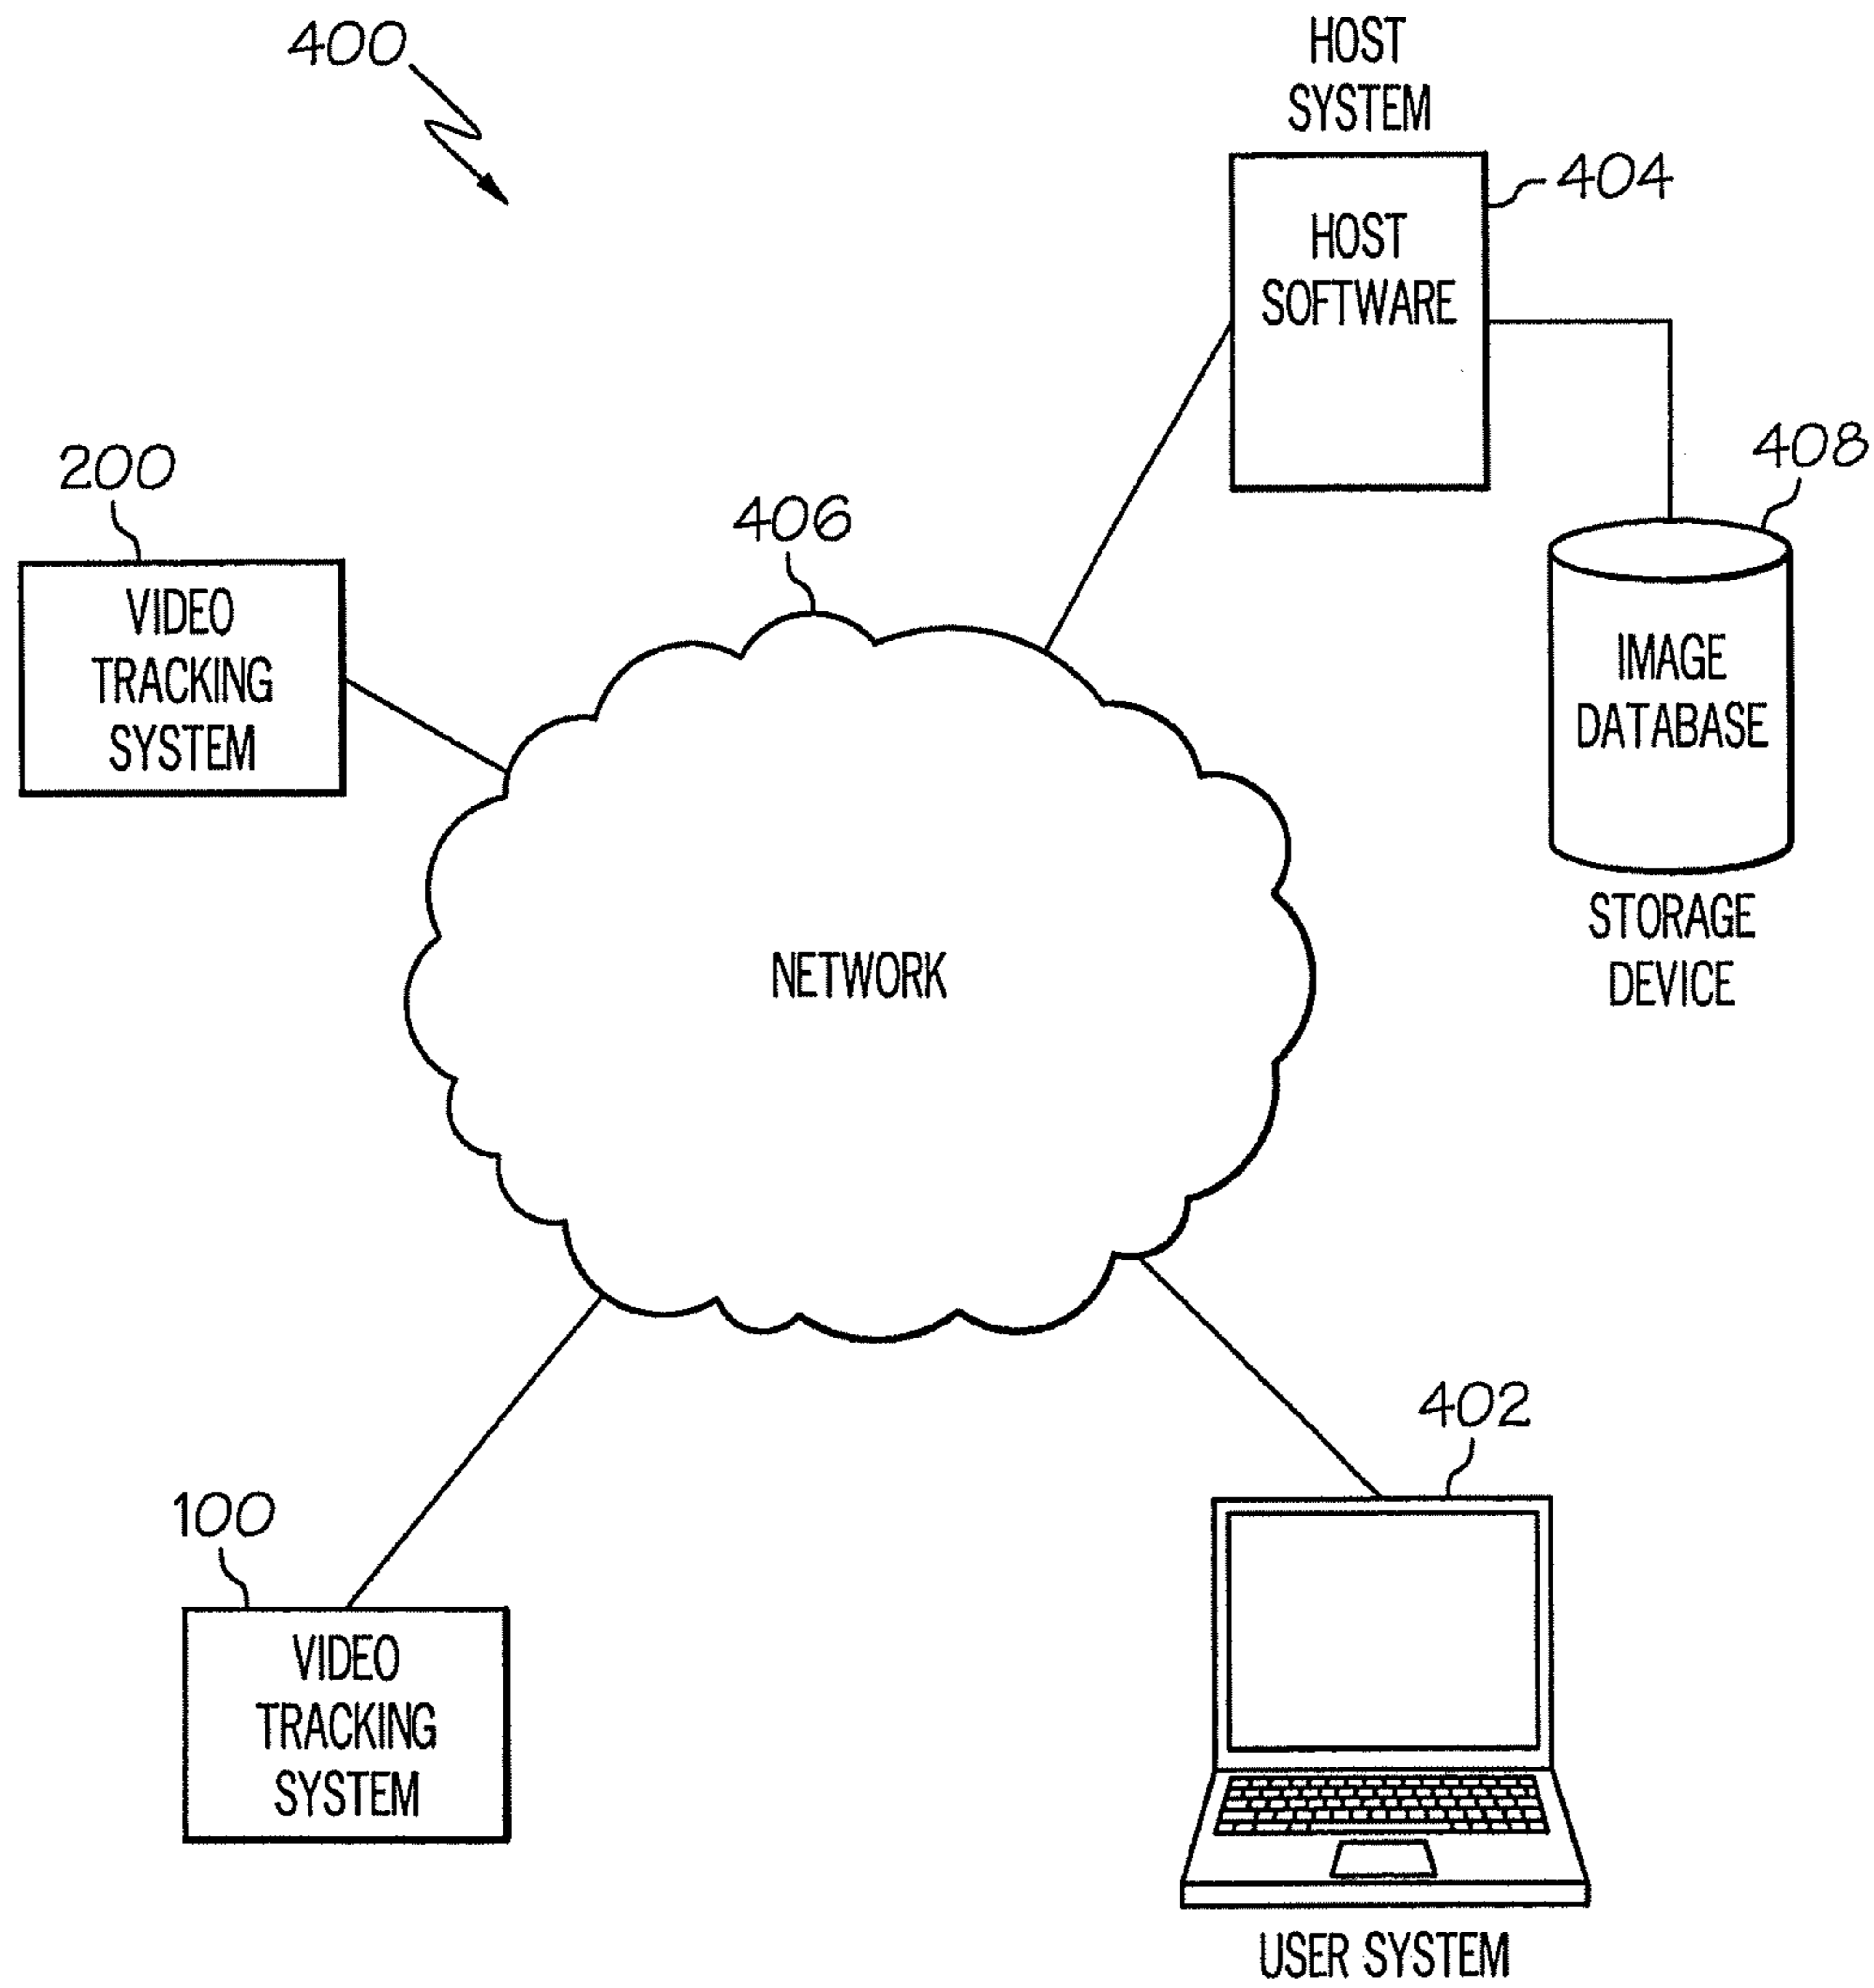 400
HOST
SYSTEM
404
HOST
SOFTWARE
408
IMAGE
DATABASE
STORAGE
DEVICE
200
VIDEO
TRACKING
SYSTEM
406
NETWORK
100
VIDEO
TRACKING
SYSTEM
402
USER SYSTEM